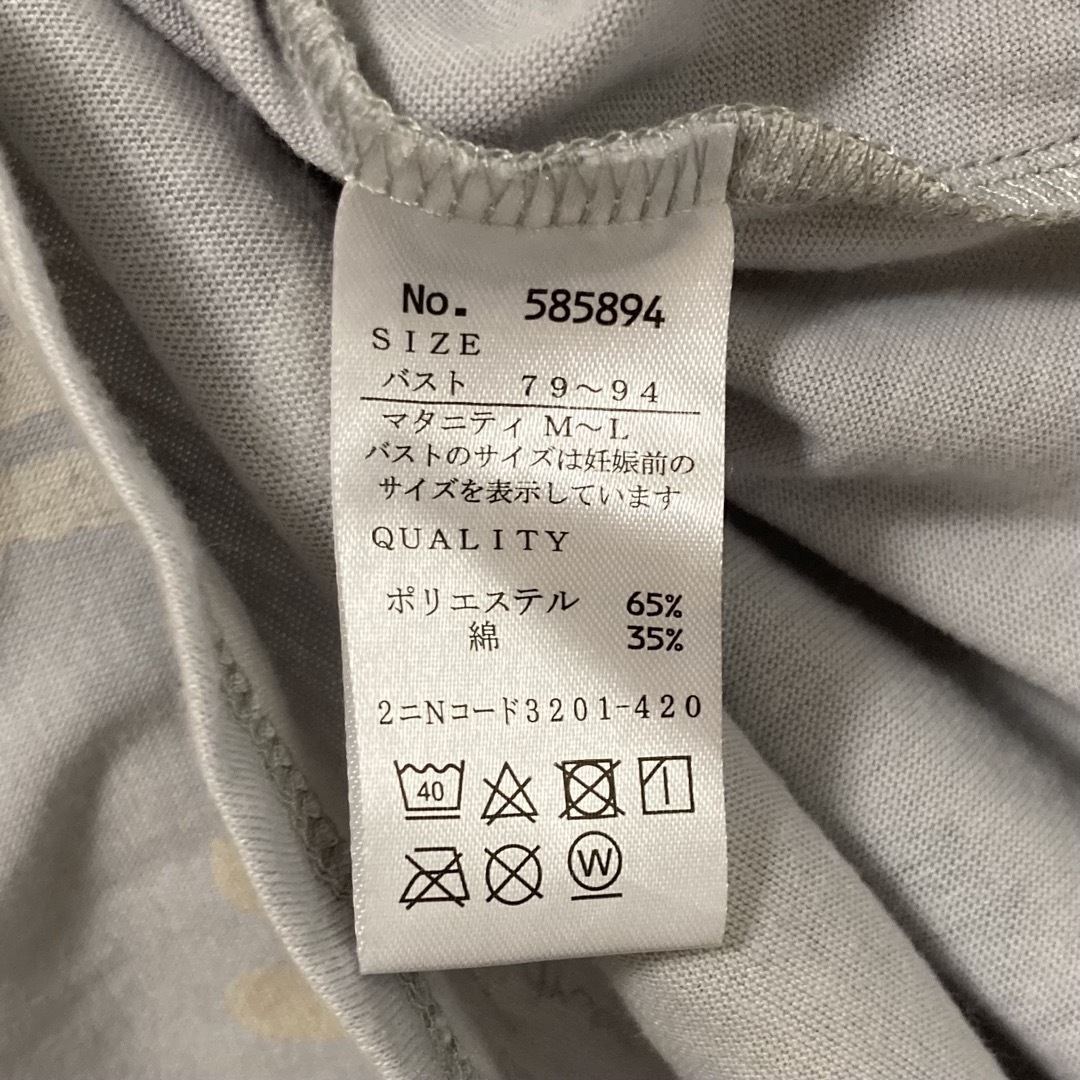 No. 585894
SIZE
バスト 79～94
マタニティ M～L
バストのサイズは妊娠前の
サイズを表示しています
QUALITY
ポリエステル 65%
綿 35%
2ニNコード3201-420
40
W